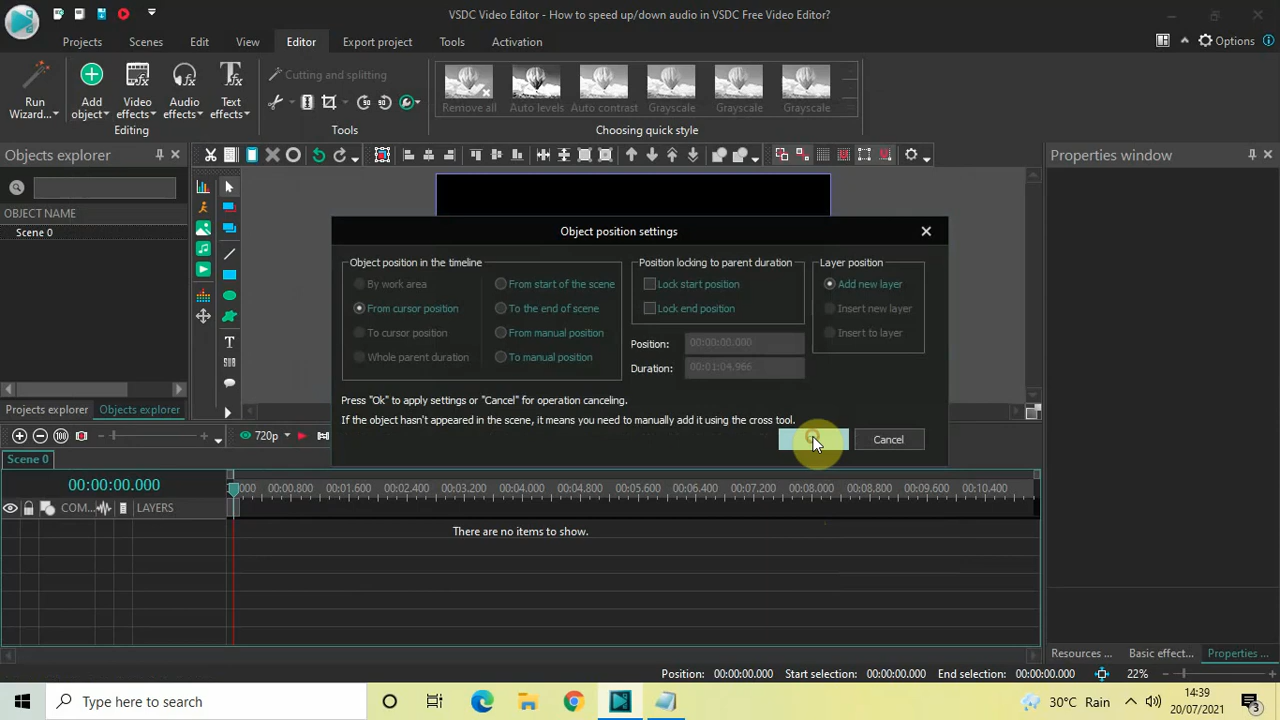 VSDC Video Editor - How to speed up/down audio in VSDC Free Video Editor?
Projects Scenes Edit View Editor Export project Tools Activation Options
Run Wizard... Add object Video effects Audio effects Text effects
Editing
Cutting and splitting
Tools
Remove all Auto levels Auto contrast Grayscale Grayscale Grayscale
Choosing quick style
Objects explorer
OBJECT NAME
Scene 0
Projects explorer Objects explorer
Properties window
Object position settings
Object position in the timeline
By work area
From cursor position
To cursor position
Whole parent duration
From start of the scene
To the end of scene
From manual position
To manual position
Position locking to parent duration
Lock start position
Lock end position
Position: 00:00:00.000
Duration: 00:01:04.966
Layer position
Add new layer
Insert new layer
Insert to layer
Press "Ok" to apply settings or "Cancel" for operation canceling.
If the object hasn't appeared in the scene, it means you need to manually add it using the cross tool.
Cancel
720p
Scene 0
00:00:00.000
000 00:00.800 00:01.600 00:02.400 00:03.200 00:04.000 00:04.800 00:05.600 00:06.400 00:07.200 00:08.000 00:08.800 00:09.600 00:10.400
COM... LAYERS
There are no items to show.
Resources ... Basic effect... Properties ...
Position: 00:00:00.000 Start selection: 00:00:00.000 End selection: 00:00:00.000 22%
Type here to search
30°C Rain
14:39
20/07/2021
3